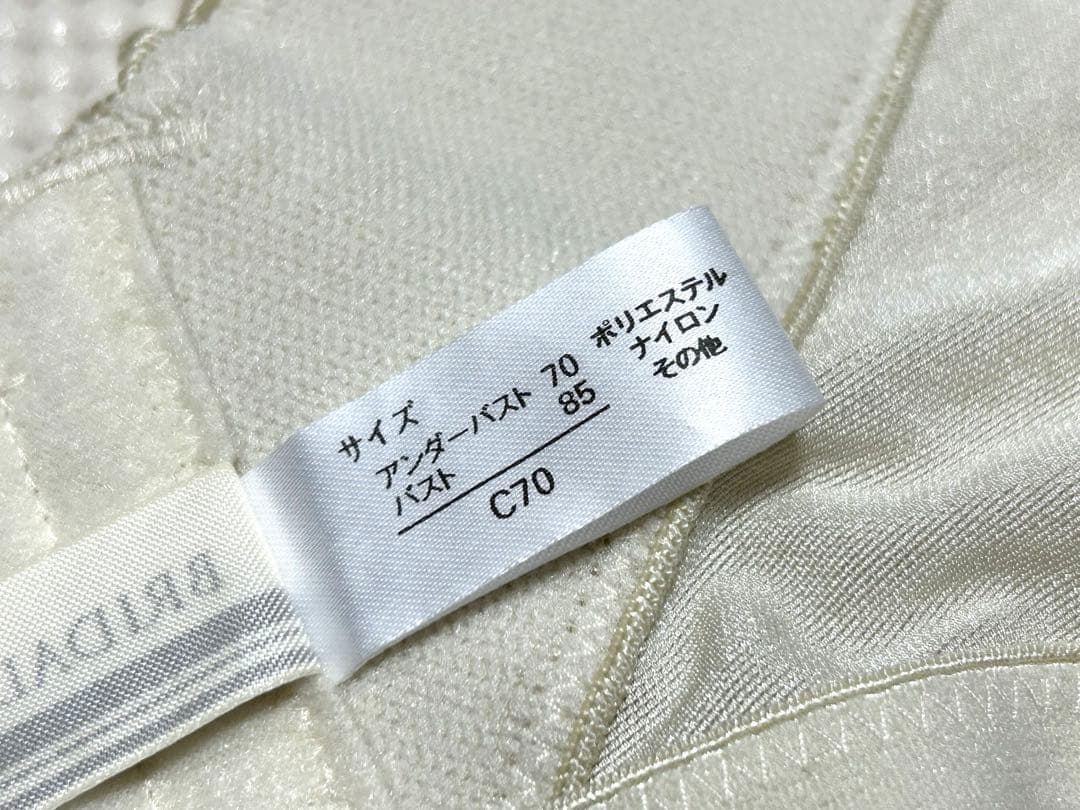 サイズ
アンダーバスト 70
バスト 85
C70
ポリエステル
ナイロン
その他
BRIDAL